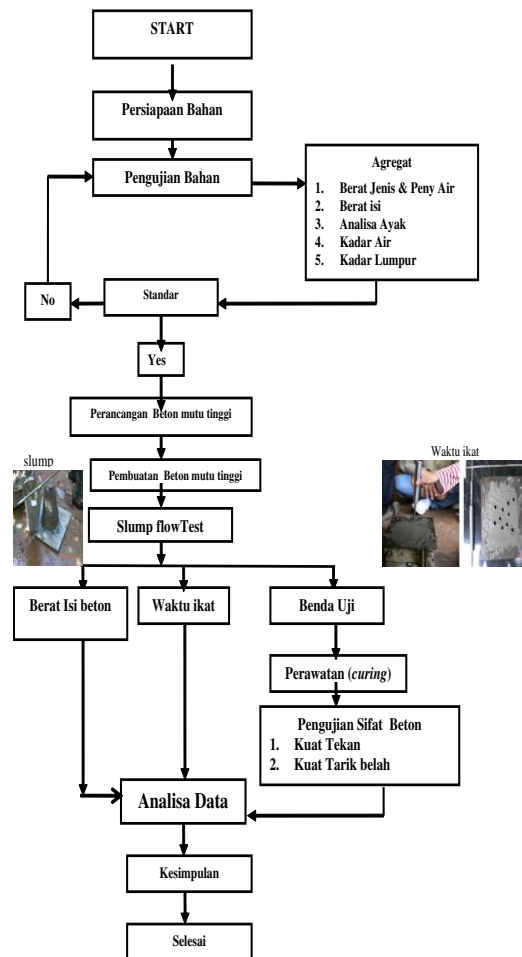 START
Persiapaan Bahan
Pengujian Bahan
Agregat
1. Berat Jenis & Peny Air
2. Berat isi
3. Analisa Ayak
4. Kadar Air
5. Kadar Lumpur
No
Standar
Yes
Perancangan Beton mutu tinggi
slump
Waktu ikat
Pembuatan Beton mutu tinggi
Slump flowTest
Berat Isi beton
Waktu ikat
Benda Uji
Perawatan (curing)
Pengujian Sifat Beton
1. Kuat Tekan
2. Kuat Tarik belah
Analisa Data
Kesimpulan
Selesai